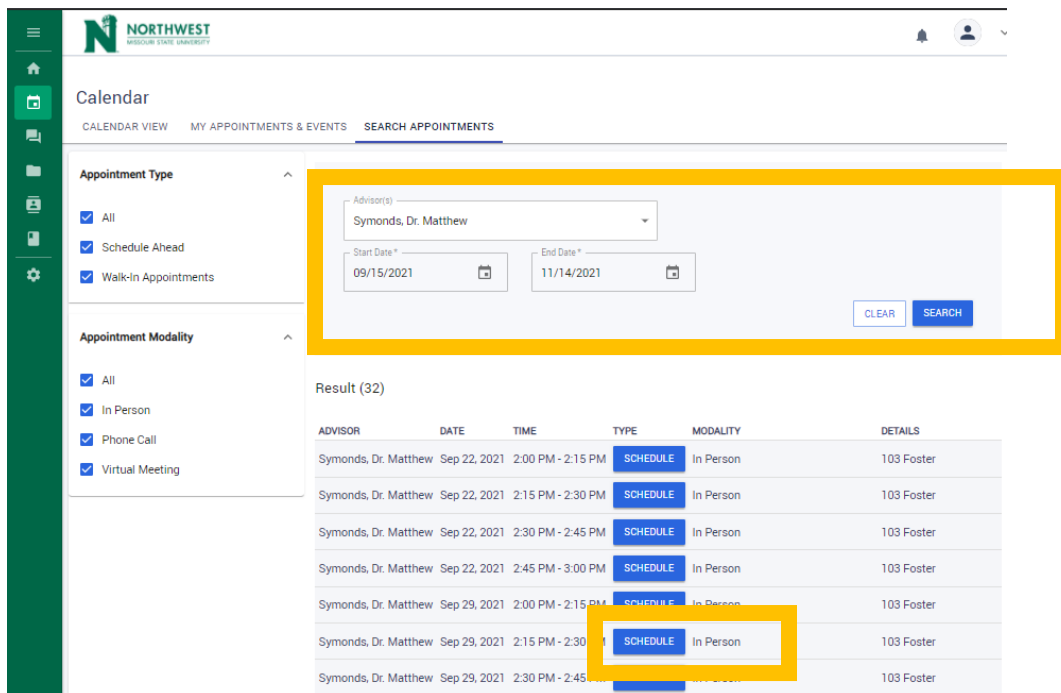 NORTHWEST
MISSOURI STATE UNIVERSITY
Calendar
CALENDAR VIEW MY APPOINTMENTS & EVENTS SEARCH APPOINTMENTS
Appointment Type
All
Schedule Ahead
Walk-In Appointments
Appointment Modality
All
In Person
Phone Call
Virtual Meeting
Advisor(s)
Symonds, Dr. Matthew
Start Date * End Date *
09/15/2021 11/14/2021
CLEAR SEARCH
Result (32)
ADVISOR DATE TIME TYPE MODALITY DETAILS
Symonds, Dr. Matthew Sep 22, 2021 2:00 PM - 2:15 PM SCHEDULE In Person 103 Foster
Symonds, Dr. Matthew Sep 22, 2021 2:15 PM - 2:30 PM SCHEDULE In Person 103 Foster
Symonds, Dr. Matthew Sep 22, 2021 2:30 PM - 2:45 PM SCHEDULE In Person 103 Foster
Symonds, Dr. Matthew Sep 22, 2021 2:45 PM - 3:00 PM SCHEDULE In Person 103 Foster
Symonds, Dr. Matthew Sep 29, 2021 2:00 PM - 2:15 PM SCHEDULE In Person 103 Foster
Symonds, Dr. Matthew Sep 29, 2021 2:15 PM - 2:30 SCHEDULE In Person 103 Foster
Symonds, Dr. Matthew Sep 29, 2021 2:30 PM - 2:45 103 Foster